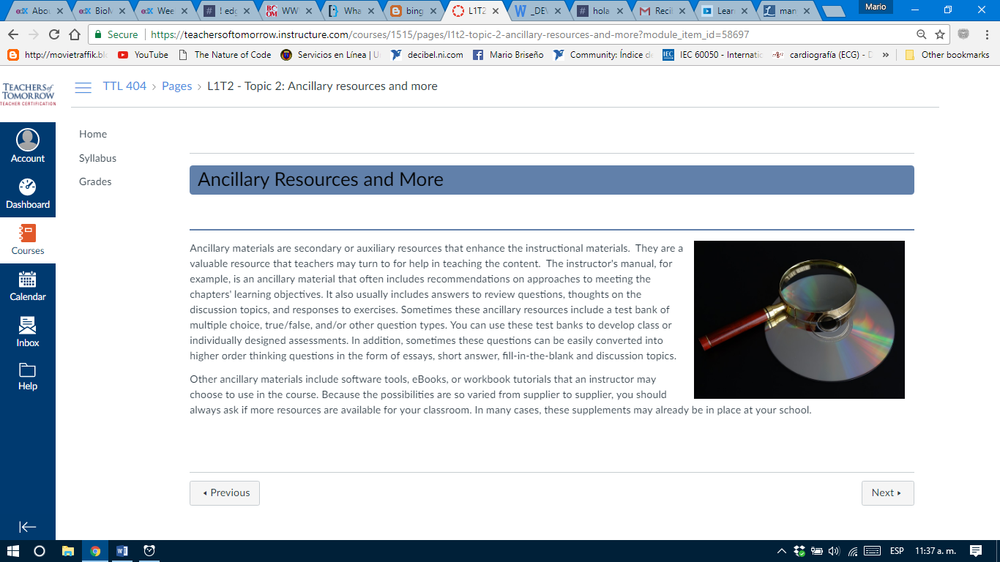 Abou
BioM
Wee
! edg
BC OM WW
Wha
bing
L1T2
_DEV
hola
Recil
Lear
man
Mario
Secure
https://teachersoftomorrow.instructure.com/courses/1515/pages/l1t2-topic-2-ancillary-resources-and-more?module_item_id=58697
http://movietraffik.bl
YouTube
The Nature of Code
Servicios en Línea | U
decibel.ni.com
Mario Briseño
Community: Índice de
IEC 60050 - Internatio
cardiografía (ECG) - D
»
Other bookmarks
TEACHERS of
TOMORROW
TEACHER CERTIFICATION
TTL 404 › Pages › L1T2 - Topic 2: Ancillary resources and more
Account
Dashboard
Courses
Calendar
Inbox
Help
Home
Syllabus
Grades
Ancillary Resources and More
Ancillary materials are secondary or auxiliary resources that enhance the instructional materials.  They are a
valuable resource that teachers may turn to for help in teaching the content.  The instructor's manual, for
example, is an ancillary material that often includes recommendations on approaches to meeting the
chapters' learning objectives. It also usually includes answers to review questions, thoughts on the
discussion topics, and responses to exercises. Sometimes these ancillary resources include a test bank of
multiple choice, true/false, and/or other question types. You can use these test banks to develop class or
individually designed assessments. In addition, sometimes these questions can be easily converted into
higher order thinking questions in the form of essays, short answer, fill-in-the-blank and discussion topics.
Other ancillary materials include software tools, eBooks, or workbook tutorials that an instructor may
choose to use in the course. Because the possibilities are so varied from supplier to supplier, you should
always ask if more resources are available for your classroom. In many cases, these supplements may already be in place at your school.
Previous
Next
ESP
11:37 a. m.